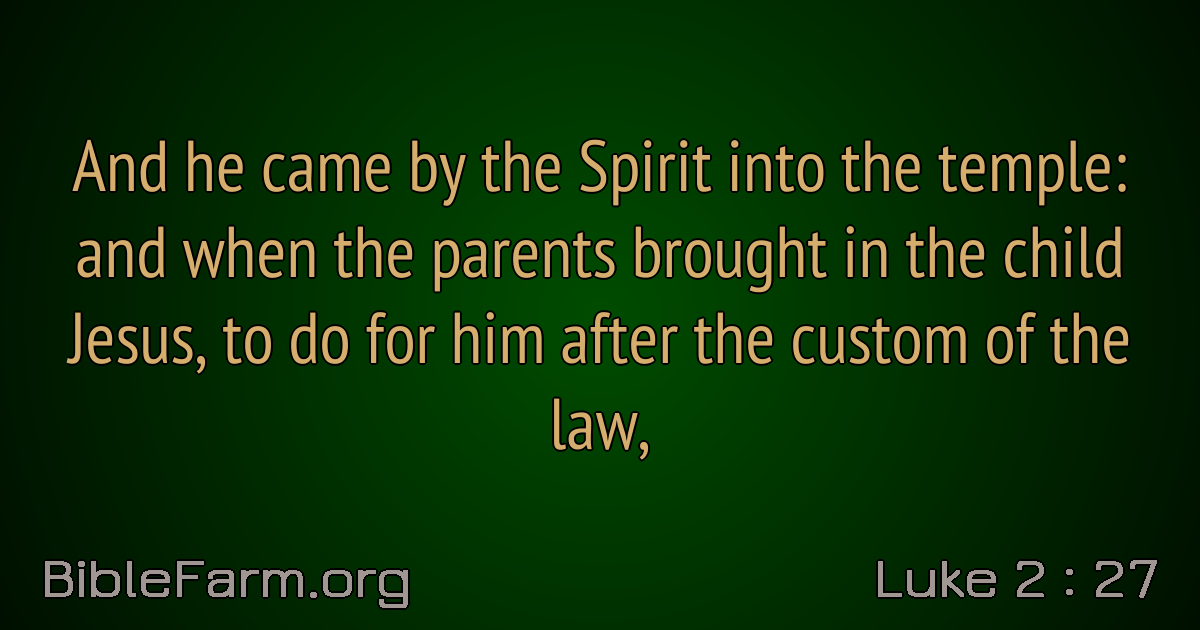 And he came by the Spirit into the temple:
and when the parents brought in the child
Jesus, to do for him after the custom of the
law,
BibleFarm.org
Luke 2 : 27